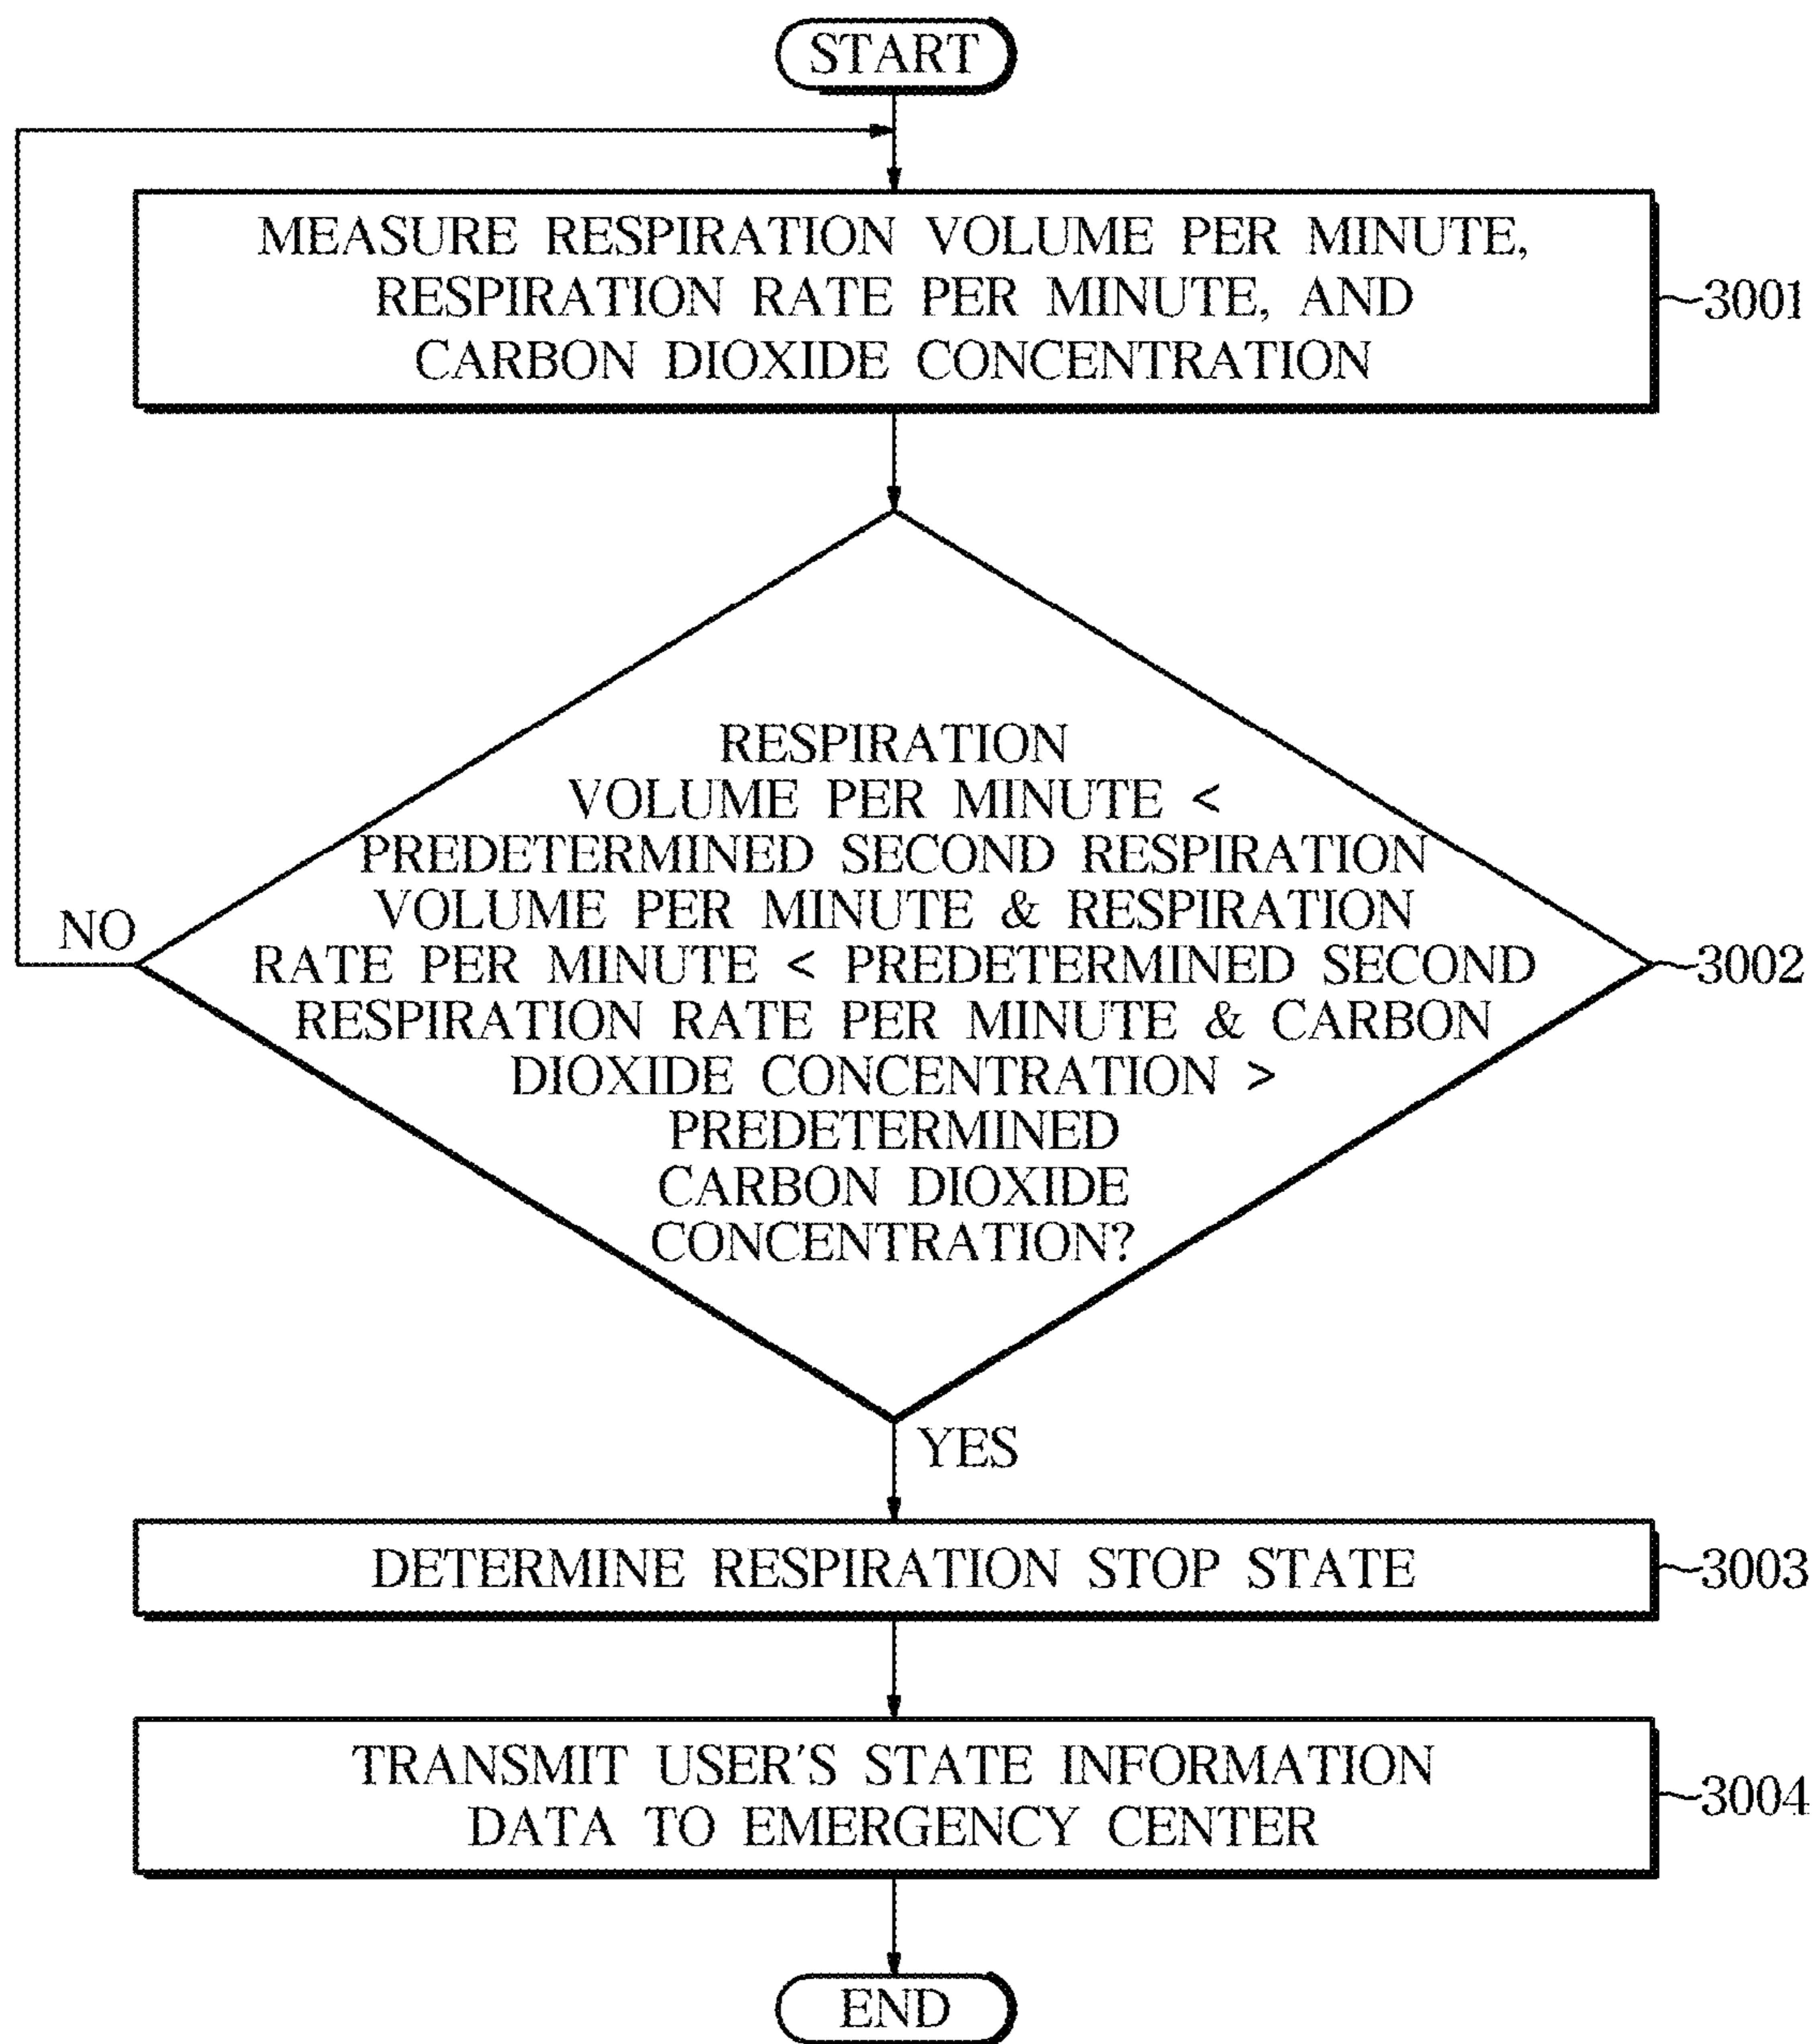 START
MEASURE RESPIRATION VOLUME PER MINUTE,
RESPIRATION RATE PER MINUTE, AND
CARBON DIOXIDE CONCENTRATION
3001
RESPIRATION
VOLUME PER MINUTE <
PREDETERMINED SECOND RESPIRATION
VOLUME PER MINUTE & RESPIRATION
RATE PER MINUTE < PREDETERMINED SECOND
RESPIRATION RATE PER MINUTE & CARBON
DIOXIDE CONCENTRATION >
PREDETERMINED
CARBON DIOXIDE
CONCENTRATION?
NO
3002
YES
DETERMINE RESPIRATION STOP STATE
3003
TRANSMIT USER'S STATE INFORMATION
DATA TO EMERGENCY CENTER
3004
END